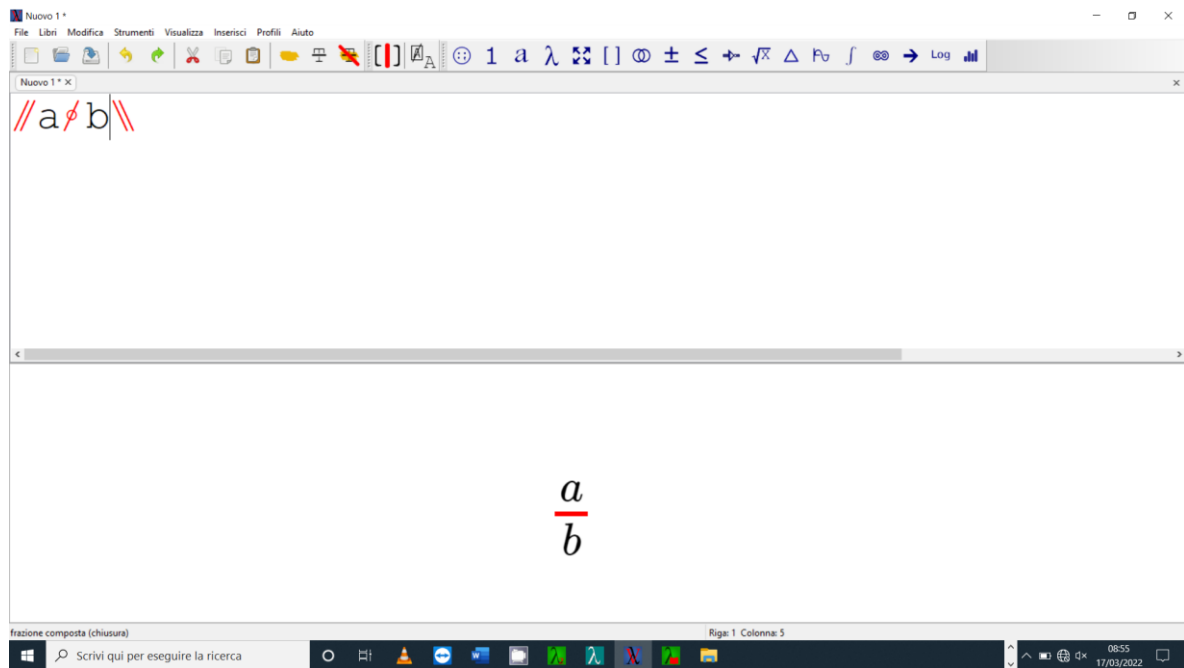 Nuovo 1 *
File Libri Modifica Strumenti Visualizza Inserisci Profili Aiuto
1 a λ [ ] ± ≤ √x △ ∫ ∞ → Log
Nuovo 1 * ×
//a/b\\
a
b
frazione composta (chiusura)
Riga: 1 Colonna: 5
Scrivi qui per eseguire la ricerca
08:55
17/03/2022